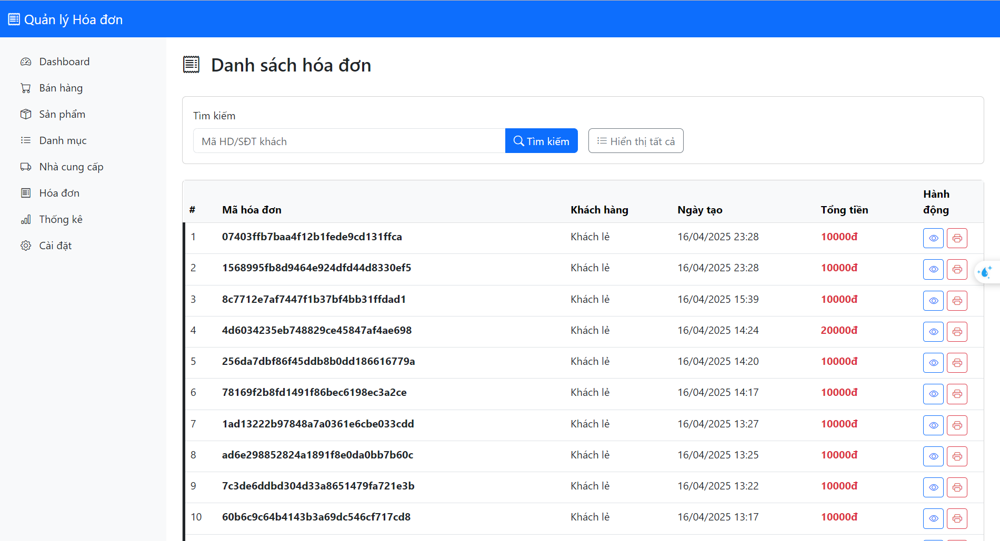 Quản lý Hóa đơn
Dashboard
Bán hàng
Sản phẩm
Danh mục
Nhà cung cấp
Hóa đơn
Thống kê
Cài đặt
Danh sách hóa đơn
Tìm kiếm
Mã HD/SĐT khách Tìm kiếm Hiển thị tất cả
# Mã hóa đơn Khách hàng Ngày tạo Tổng tiền Hành động
1 07403ffb7baa4f12b1fede9cd131ffca Khách lẻ 16/04/2025 23:28 10000đ
2 1568995fb8d9464e924dfd44d8330ef5 Khách lẻ 16/04/2025 23:28 10000đ
3 8c7712e7af7447f1b37bf4bb31ffdad1 Khách lẻ 16/04/2025 15:39 10000đ
4 4d6034235eb748829ce45847af4ae698 Khách lẻ 16/04/2025 14:24 20000đ
5 256da7dbf86f45ddb8b0dd186616779a Khách lẻ 16/04/2025 14:20 10000đ
6 78169f2b8fd1491f86bec6198ec3a2ce Khách lẻ 16/04/2025 14:17 10000đ
7 1ad13222b97848a7a0361e6cbe033cdd Khách lẻ 16/04/2025 13:27 10000đ
8 ad6e298852824a1891f8e0da0bb7b60c Khách lẻ 16/04/2025 13:25 10000đ
9 7c3de6ddbd304d33a8651479fa721e3b Khách lẻ 16/04/2025 13:22 10000đ
10 60b6c9c64b4143b3a69dc546cf717cd8 Khách lẻ 16/04/2025 13:17 10000đ